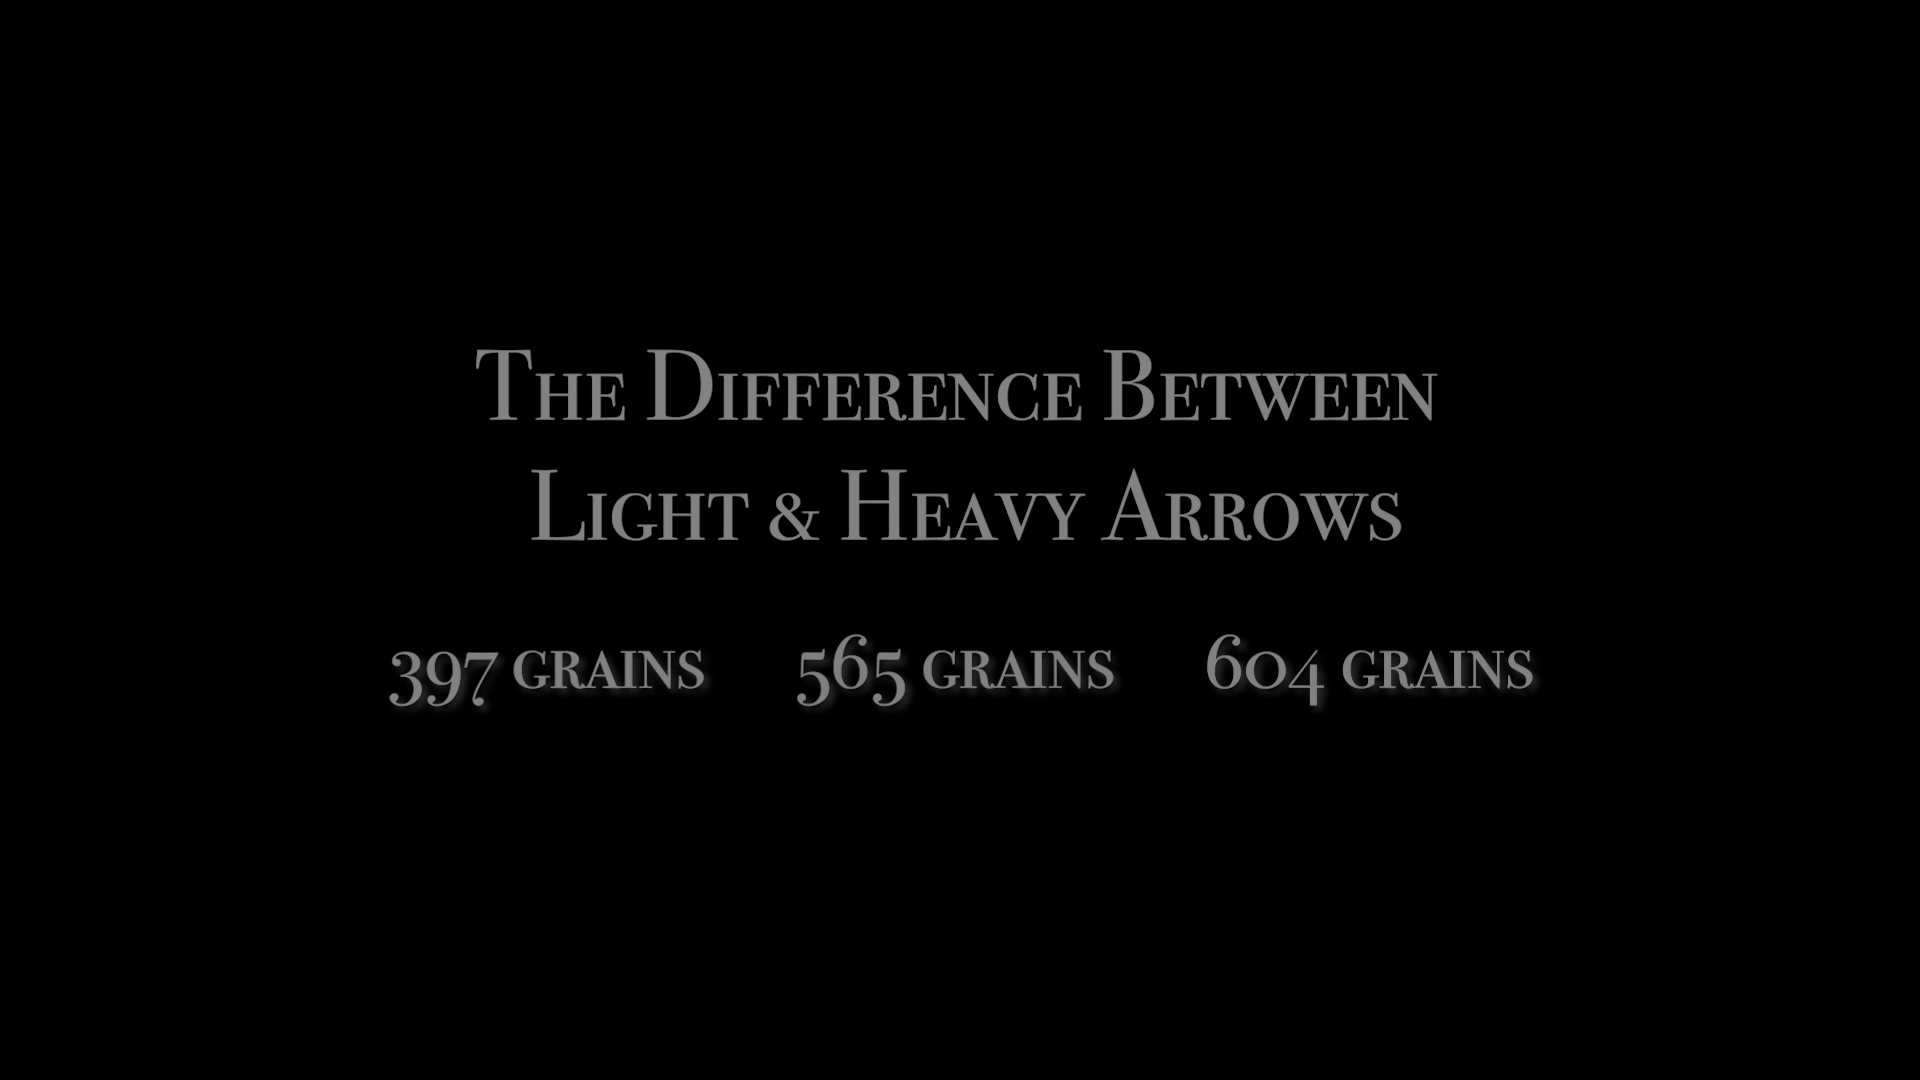 The Difference Between
Light & Heavy Arrows
397 grains 565 grains 604 grains